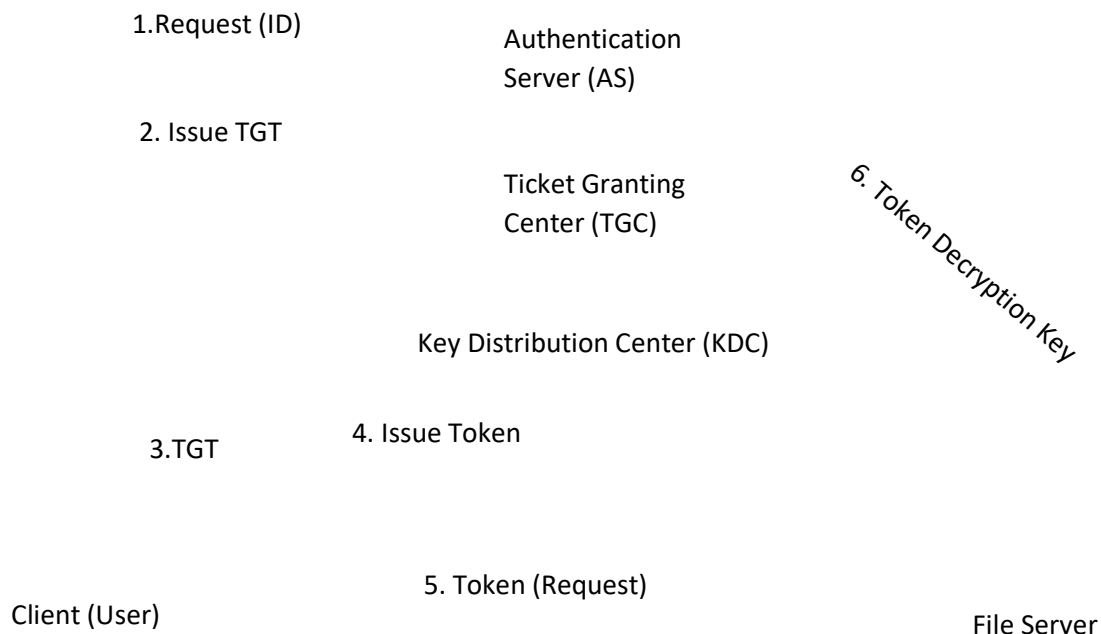 1.Request (ID)
Authentication
Server (AS)
2. Issue TGT
Ticket Granting
Center (TGC)
6. Token Decryption Key
Key Distribution Center (KDC)
3.TGT
4. Issue Token
5. Token (Request)
Client (User)
File Server